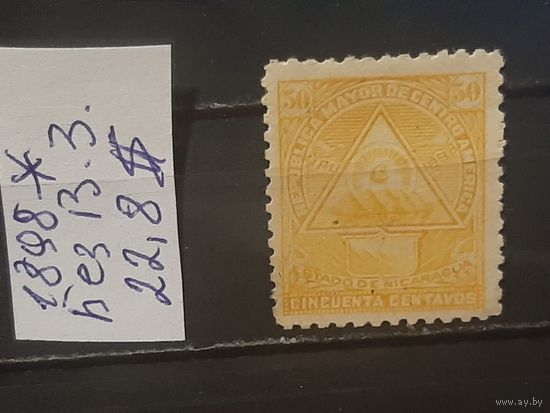 1898 *
без В.З.
22,8 $
50 50
REPUBLICA MAYOR DE CENTRO AMERICA
ESTADO DE NICARAGUA
CINCUENTA CENTAVOS
www.ay.by